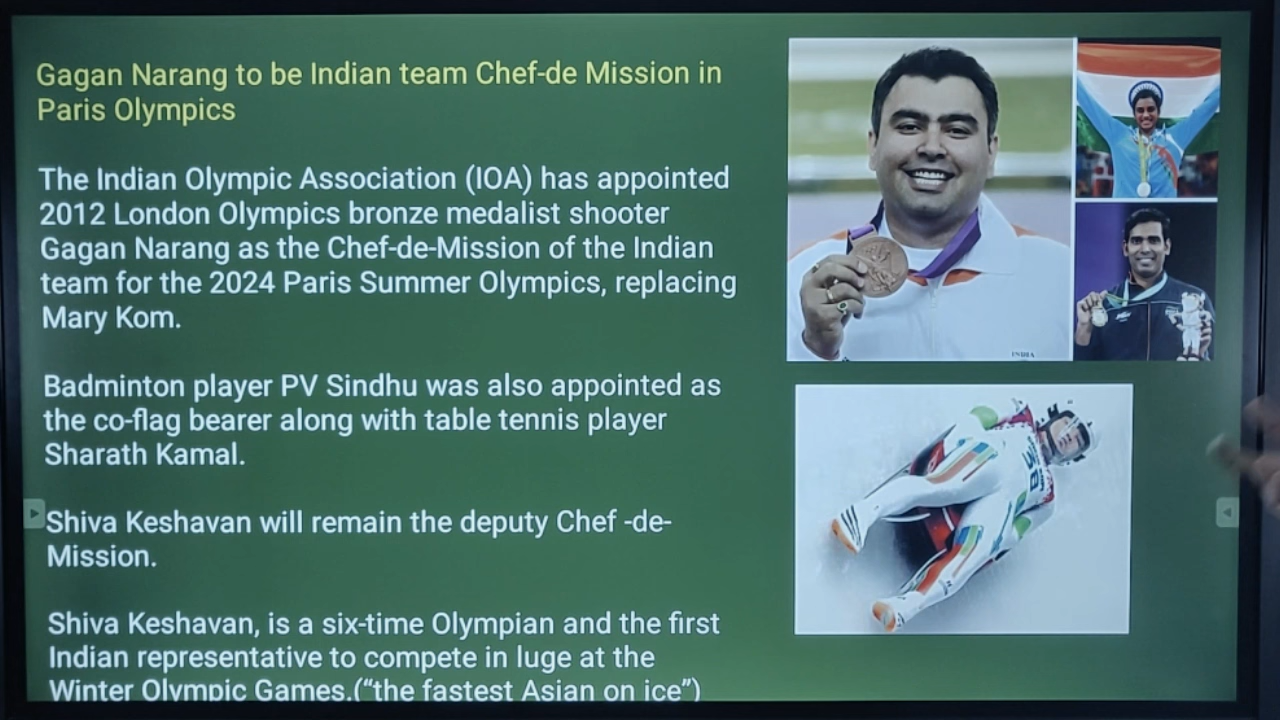 Gagan Narang to be Indian team Chef-de Mission in
Paris Olympics
The Indian Olympic Association (IOA) has appointed
2012 London Olympics bronze medalist shooter
Gagan Narang as the Chef-de-Mission of the Indian
team for the 2024 Paris Summer Olympics, replacing
Mary Kom.
Badminton player PV Sindhu was also appointed as
the co-flag bearer along with table tennis player
Sharath Kamal.
Shiva Keshavan will remain the deputy Chef -de-
Mission.
Shiva Keshavan, is a six-time Olympian and the first
Indian representative to compete in luge at the
Winter Olympic Games.("the fastest Asian on ice")
INDIA